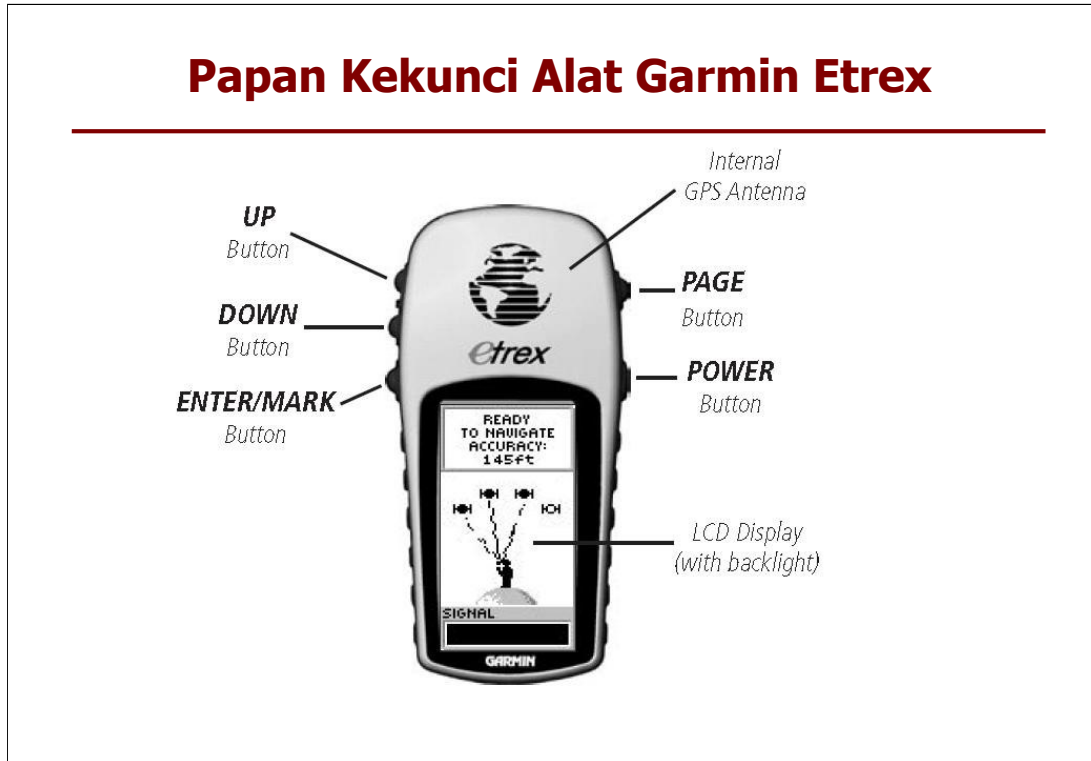 Papan Kekunci Alat Garmin Etrex
Internal
GPS Antenna
UP
Button
DOWN
Button
ENTER/MARK
Button
PAGE
Button
POWER
Button
etrex
READY
TO NAVIGATE
ACCURACY:
145ft
LCD Display
(with backlight)
SIGNAL
GARMIN